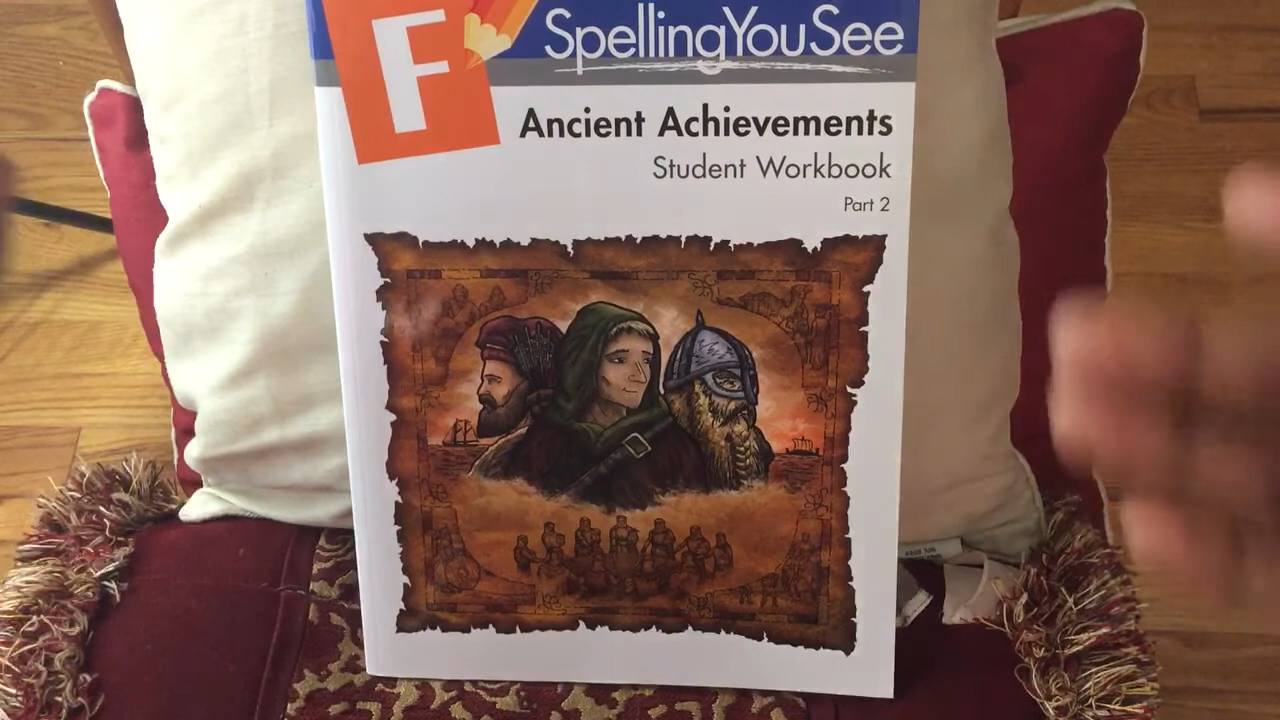 F
SpellingYouSee
Ancient Achievements
Student Workbook
Part 2